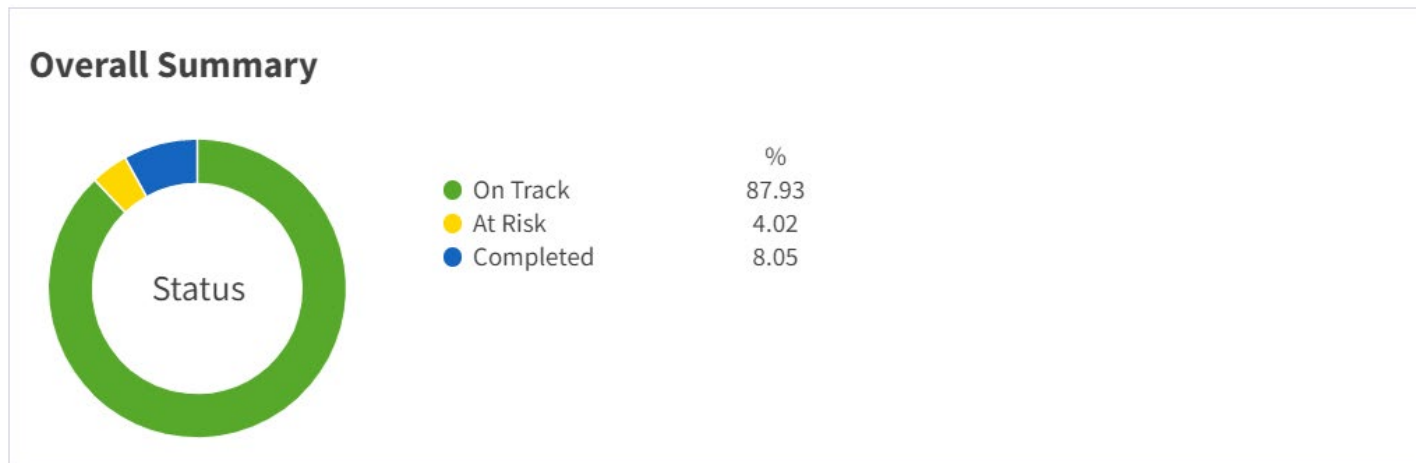 Overall Summary
Status
%
On Track 87.93
At Risk 4.02
Completed 8.05